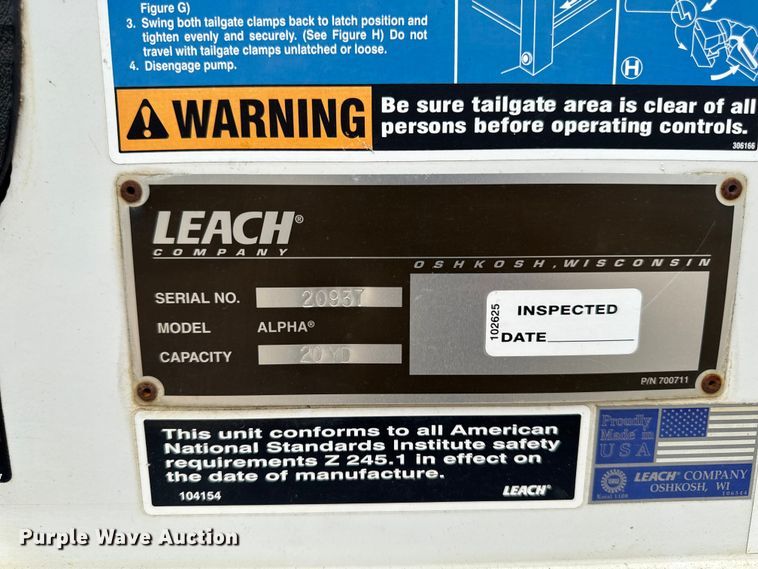 Figure G)
3. Swing both tailgate clamps back to latch position and
tighten evenly and securely. (See Figure H) Do not
travel with tailgate clamps unlatched or loose.
4. Disengage pump.
H
WARNING
Be sure tailgate area is clear of all
persons before operating controls.
306166
LEACH®
COMPANY
OSHKOSH, WISCONSIN
SERIAL NO. 20937
MODEL ALPHA®
CAPACITY 20 YD
102625
INSPECTED
DATE
P/N 700711
This unit conforms to all American
National Standards Institute safety
requirements Z 245.1 in effect on
the date of manufacture.
104154
LEACH®
Proudly
Made in
USA
LEACH® COMPANY
OSHKOSH, WI
Purple Wave Auction